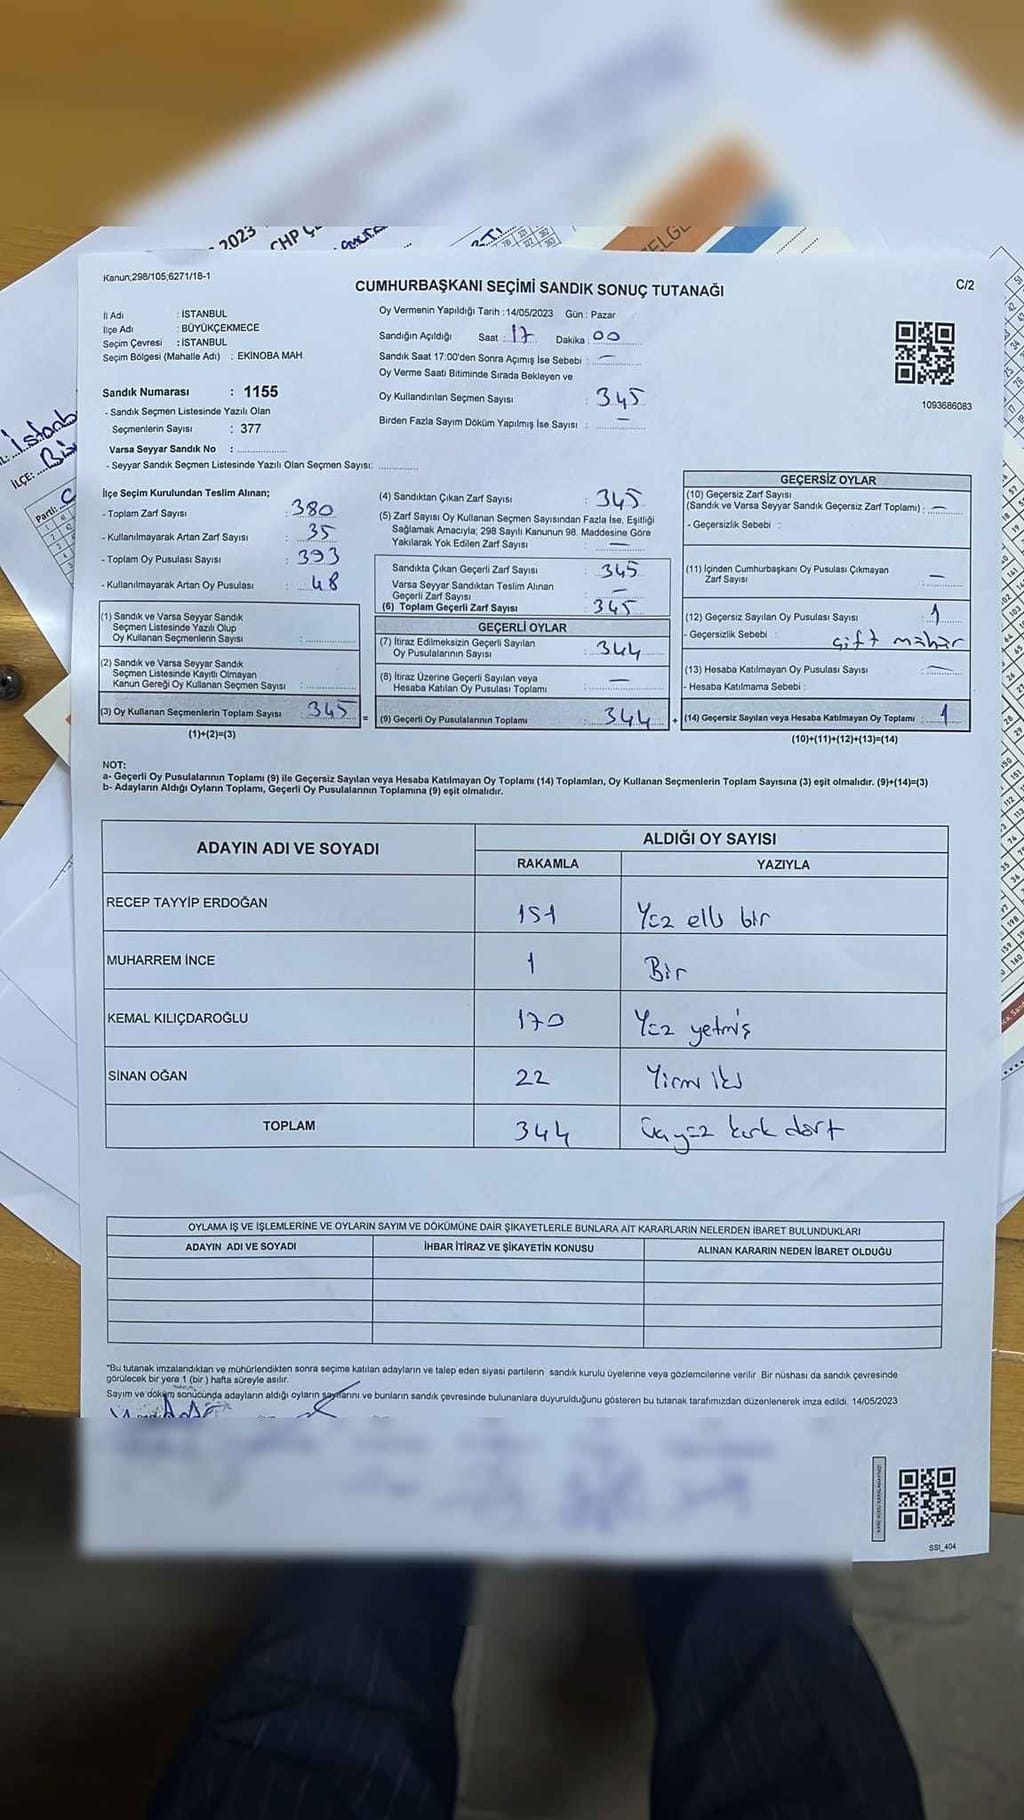 2023
CHP
ELGE
Kanun;298/105;6271/18-1
C/2
CUMHURBAŞKANI SEÇİMİ SANDIK SONUÇ TUTANAĞI
İl Adı : İSTANBUL
İlçe Adı : BÜYÜKÇEKMECE
Seçim Çevresi : İSTANBUL
Seçim Bölgesi (Mahalle Adı) : EKİNOBA MAH
Sandık Numarası : 1155
- Sandık Seçmen Listesinde Yazılı Olan
Seçmenlerin Sayısı : 377
Varsa Seyyar Sandık No : ..............
- Seyyar Sandık Seçmen Listesinde Yazılı Olan Seçmen Sayısı: ............
Oy Vermenin Yapıldığı Tarih :14/05/2023 Gün : Pazar
Sandığın Açıldığı Saat : 17 Dakika : 00
Sandık Saat 17:00'den Sonra Açımış İse Sebebi : —
Oy Verme Saati Bitiminde Sırada Bekleyen ve
Oy Kullandırılan Seçmen Sayısı : 345
Birden Fazla Sayım Döküm Yapılmış İse Sayısı : —
1093686083
İlçe Seçim Kurulundan Teslim Alınan;
- Toplam Zarf Sayısı : 380
- Kullanılmayarak Artan Zarf Sayısı : 35
- Toplam Oy Pusulası Sayısı : 393
- Kullanılmayarak Artan Oy Pusulası : 48
(1) Sandık ve Varsa Seyyar Sandık
Seçmen Listesinde Yazılı Olup
Oy Kullanan Seçmenlerin Sayısı : ............
(2) Sandık ve Varsa Seyyar Sandık
Seçmen Listesinde Kayıtlı Olmayan
Kanun Gereği Oy Kullanan Seçmen Sayısı : ............
(3) Oy Kullanan Seçmenlerin Toplam Sayısı 345
(1)+(2)=(3)
(4) Sandıktan Çıkan Zarf Sayısı : 345
(5) Zarf Sayısı Oy Kullanan Seçmen Sayısından Fazla İse, Eşitliği
Sağlamak Amacıyla; 298 Sayılı Kanunun 98. Maddesine Göre
Yakılarak Yok Edilen Zarf Sayısı : —
Sandıkta Çıkan Geçerli Zarf Sayısı : 345
Varsa Seyyar Sandıktan Teslim Alınan
Geçerli Zarf Sayısı : —
(6) Toplam Geçerli Zarf Sayısı : 345
GEÇERLİ OYLAR
(7) İtiraz Edilmeksizin Geçerli Sayılan
Oy Pusulalarının Sayısı : 344
(8) İtiraz Üzerine Geçerli Sayılan veya
Hesaba Katılan Oy Pusulası Toplamı : —
= (9) Geçerli Oy Pusulalarının Toplamı : 344 +
GEÇERSİZ OYLAR
(10) Geçersiz Zarf Sayısı
(Sandık ve Varsa Seyyar Sandık Geçersiz Zarf Toplamı) : —
- Geçersizlik Sebebi :
(11) İçinden Cumhurbaşkanı Oy Pusulası Çıkmayan
Zarf Sayısı : —
(12) Geçersiz Sayılan Oy Pusulası Sayısı : 1
- Geçersizlik Sebebi : çift mühür
(13) Hesaba Katılmayan Oy Pusulası Sayısı : —
- Hesaba Katılmama Sebebi :
(14) Geçersiz Sayılan veya Hesaba Katılmayan Oy Toplamı : 1
(10)+(11)+(12)+(13)=(14)
NOT:
a- Geçerli Oy Pusulalarının Toplamı (9) ile Geçersiz Sayılan veya Hesaba Katılmayan Oy Toplamı (14) Toplamları, Oy Kullanan Seçmenlerin Toplam Sayısına (3) eşit olmalıdır. (9)+(14)=(3)
b- Adayların Aldığı Oyların Toplamı, Geçerli Oy Pusulalarının Toplamına (9) eşit olmalıdır.
ADAYIN ADI VE SOYADI ALDIĞI OY SAYISI
RAKAMLA YAZIYLA
RECEP TAYYİP ERDOĞAN 151 Yüz elli bir
MUHARREM İNCE 1 Bir
KEMAL KILIÇDAROĞLU 170 Yüz yetmiş
SİNAN OĞAN 22 Yirmi iki
TOPLAM 344 üçyüz kırk dört
OYLAMA İŞ VE İŞLEMLERİNE VE OYLARIN SAYIM VE DÖKÜMÜNE DAİR ŞİKAYETLERLE BUNLARA AİT KARARLARIN NELERDEN İBARET BULUNDUKLARI
ADAYIN ADI VE SOYADI İHBAR İTİRAZ VE ŞİKAYETİN KONUSU ALINAN KARARIN NEDEN İBARET OLDUĞU
"Bu tutanak imzalandıktan ve mühürlendikten sonra seçime katılan adayların ve talep eden siyasi partilerin sandık kurulu üyelerine veya gözlemcilerine verilir. Bir nüshası da sandık çevresinde
görülecek bir yere 1 (bir) hafta süreyle asılır.
Sayım ve döküm sonucunda adayların aldığı oyların sayılarını ve bunların sandık çevresinde bulunanlara duyurulduğunu gösteren bu tutanak tarafımızdan düzenlenerek imza edildi. 14/05/2023
SSI_404